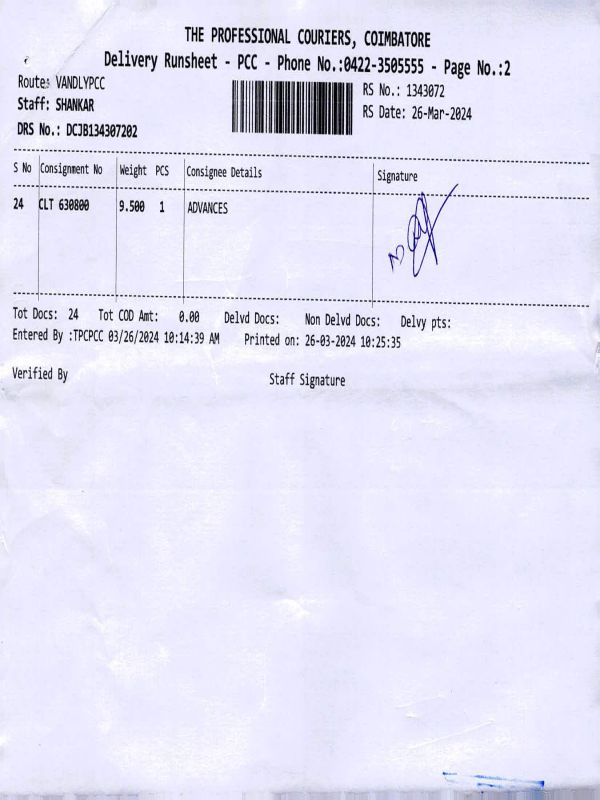 THE PROFESSIONAL COURIERS, COIMBATORE
Delivery Runsheet - PCC - Phone No.:0422-3505555 - Page No.:2
Route: VANDLYPCC
RS No.: 1343072
Staff: SHANKAR
RS Date: 26-Mar-2024
DRS No.: DCJB134307202
S No Consignment No Weight PCS Consignee Details Signature
24 CLT 630800 9.500 1 ADVANCES
Tot Docs: 24 Tot COD Amt: 0.00 Delvd Docs: Non Delvd Docs: Delvy pts:
Entered By :TPCPCC 03/26/2024 10:14:39 AM Printed on: 26-03-2024 10:25:35
Verified By Staff Signature